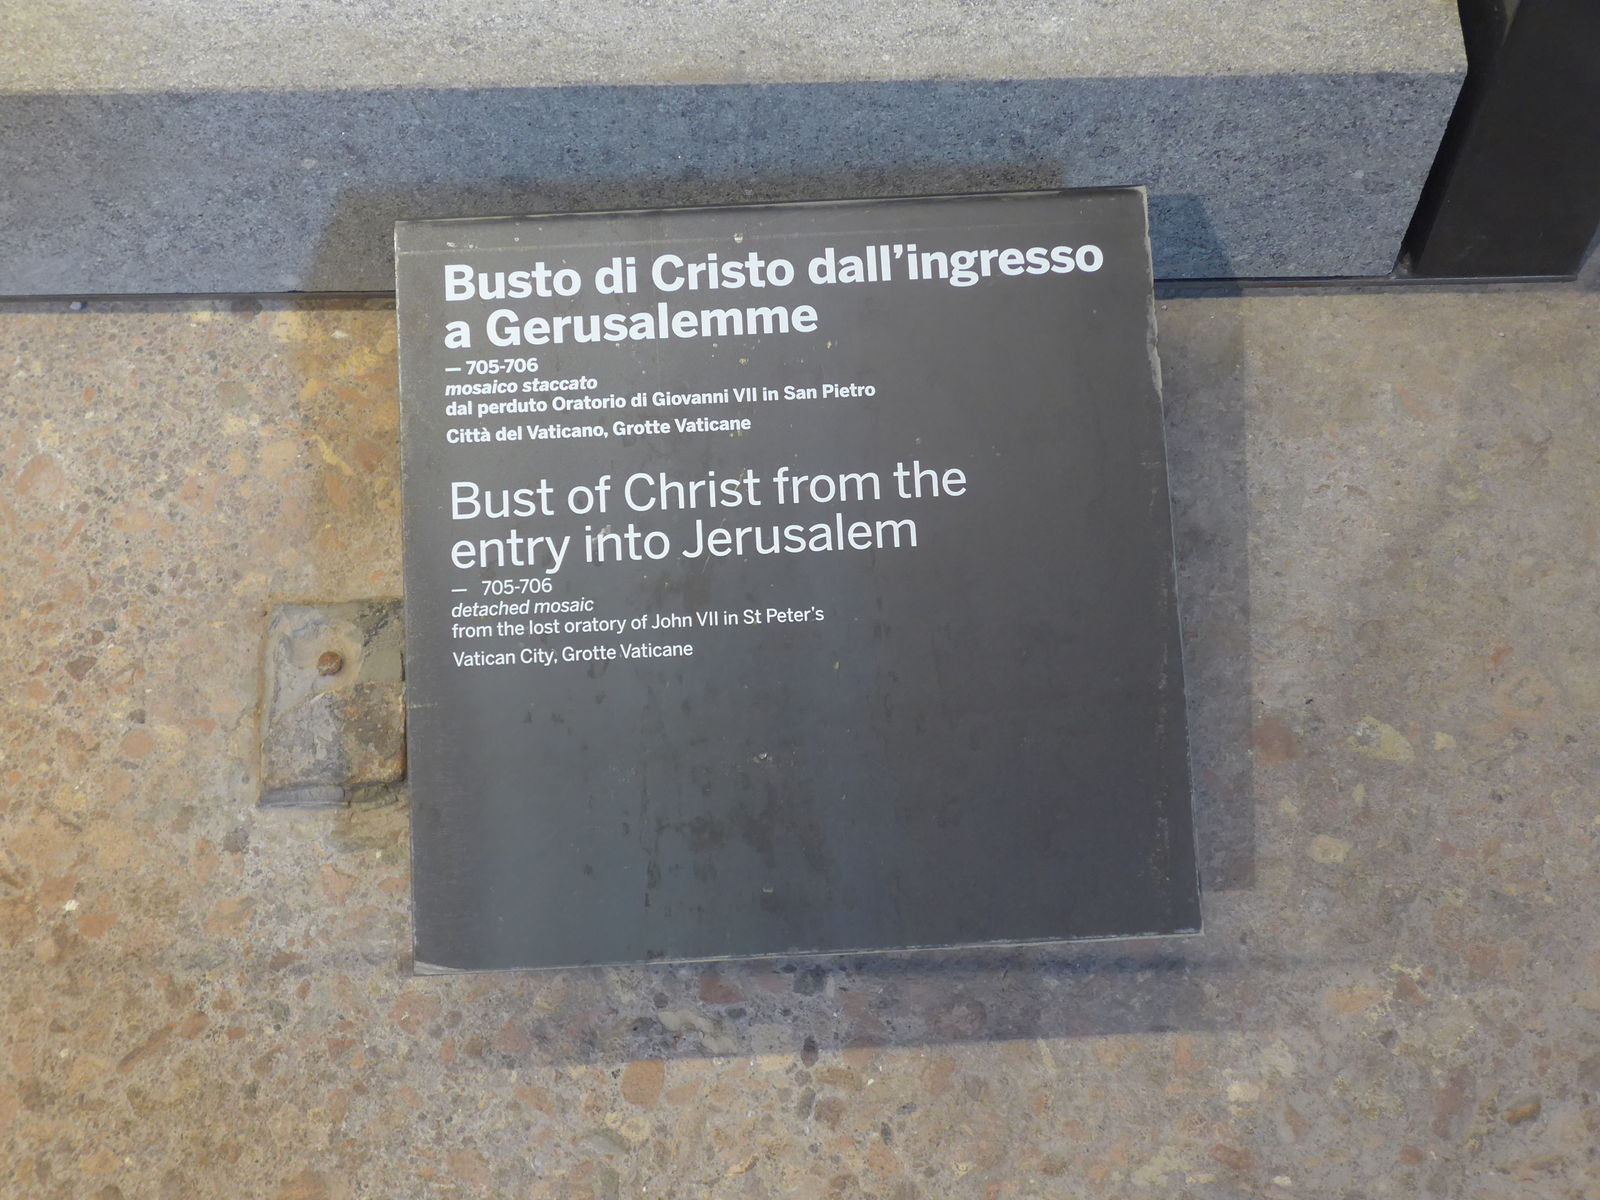 Busto di Cristo dall'ingresso
a Gerusalemme
— 705-706
mosaico staccato
dal perduto Oratorio di Giovanni VII in San Pietro
Città del Vaticano, Grotte Vaticane
Bust of Christ from the
entry into Jerusalem
— 705-706
detached mosaic
from the lost oratory of John VII in St Peter's
Vatican City, Grotte Vaticane